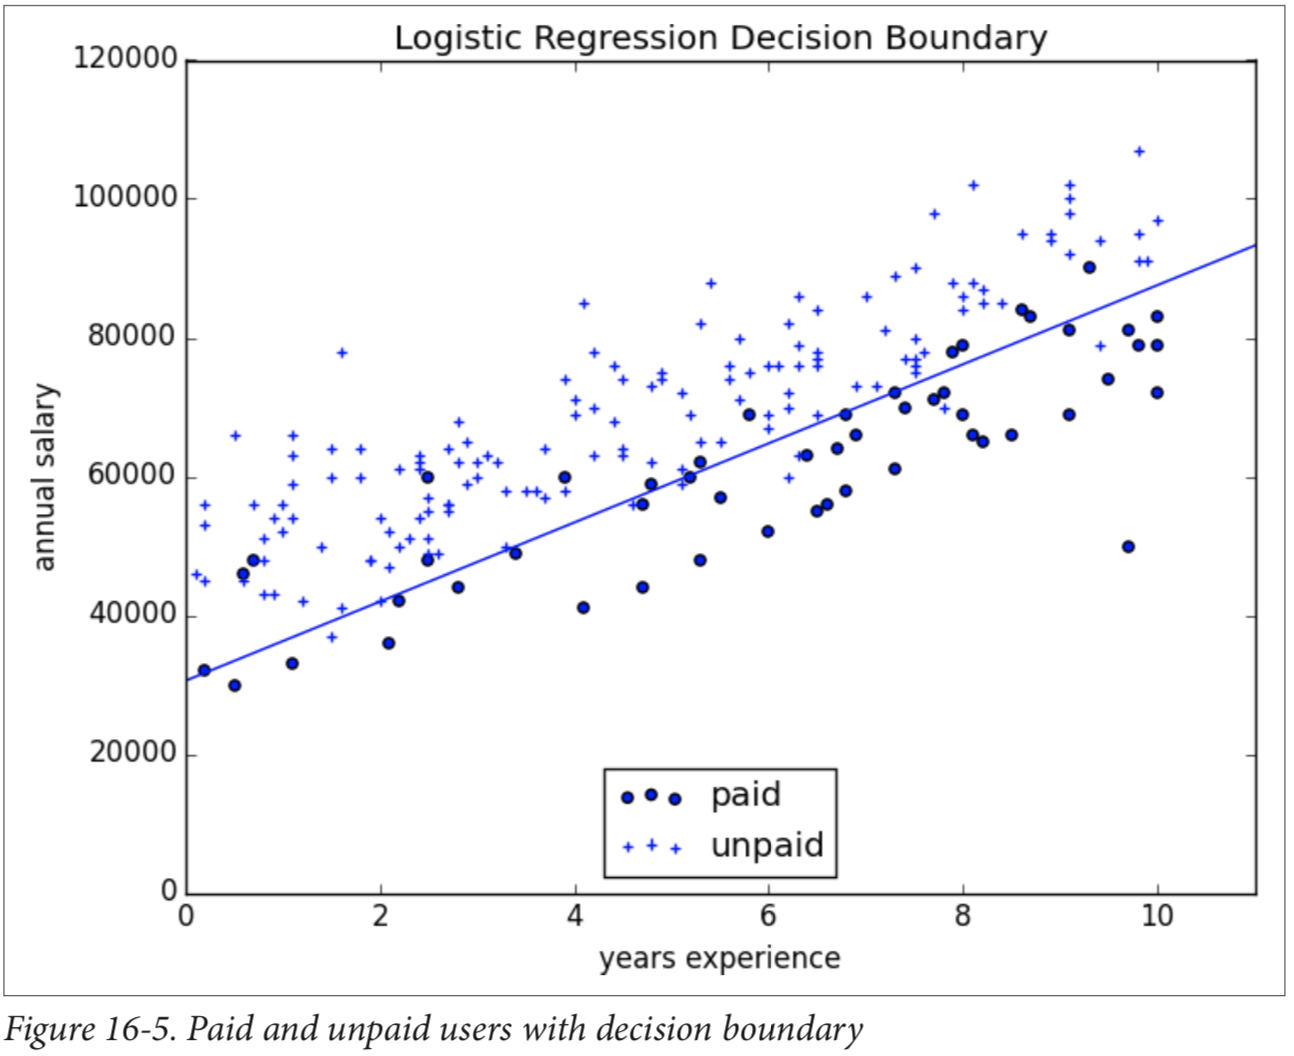 Logistic Regression Decision Boundary
120000
100000
80000
60000
40000
20000
0
annual salary
paid
unpaid
0 2 4 6 8 10
years experience
Figure 16-5. Paid and unpaid users with decision boundary